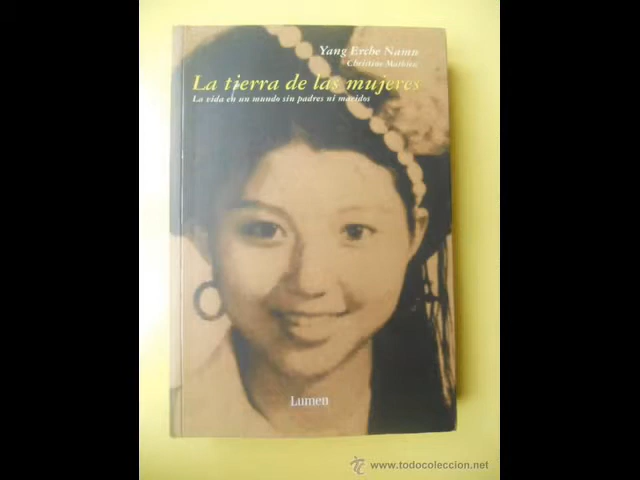 Yang Erche Namu
Christine Mathieu
La tierra de las mujeres
La vida en un mundo sin padres ni maridos
Lumen
www.todocoleccion.net